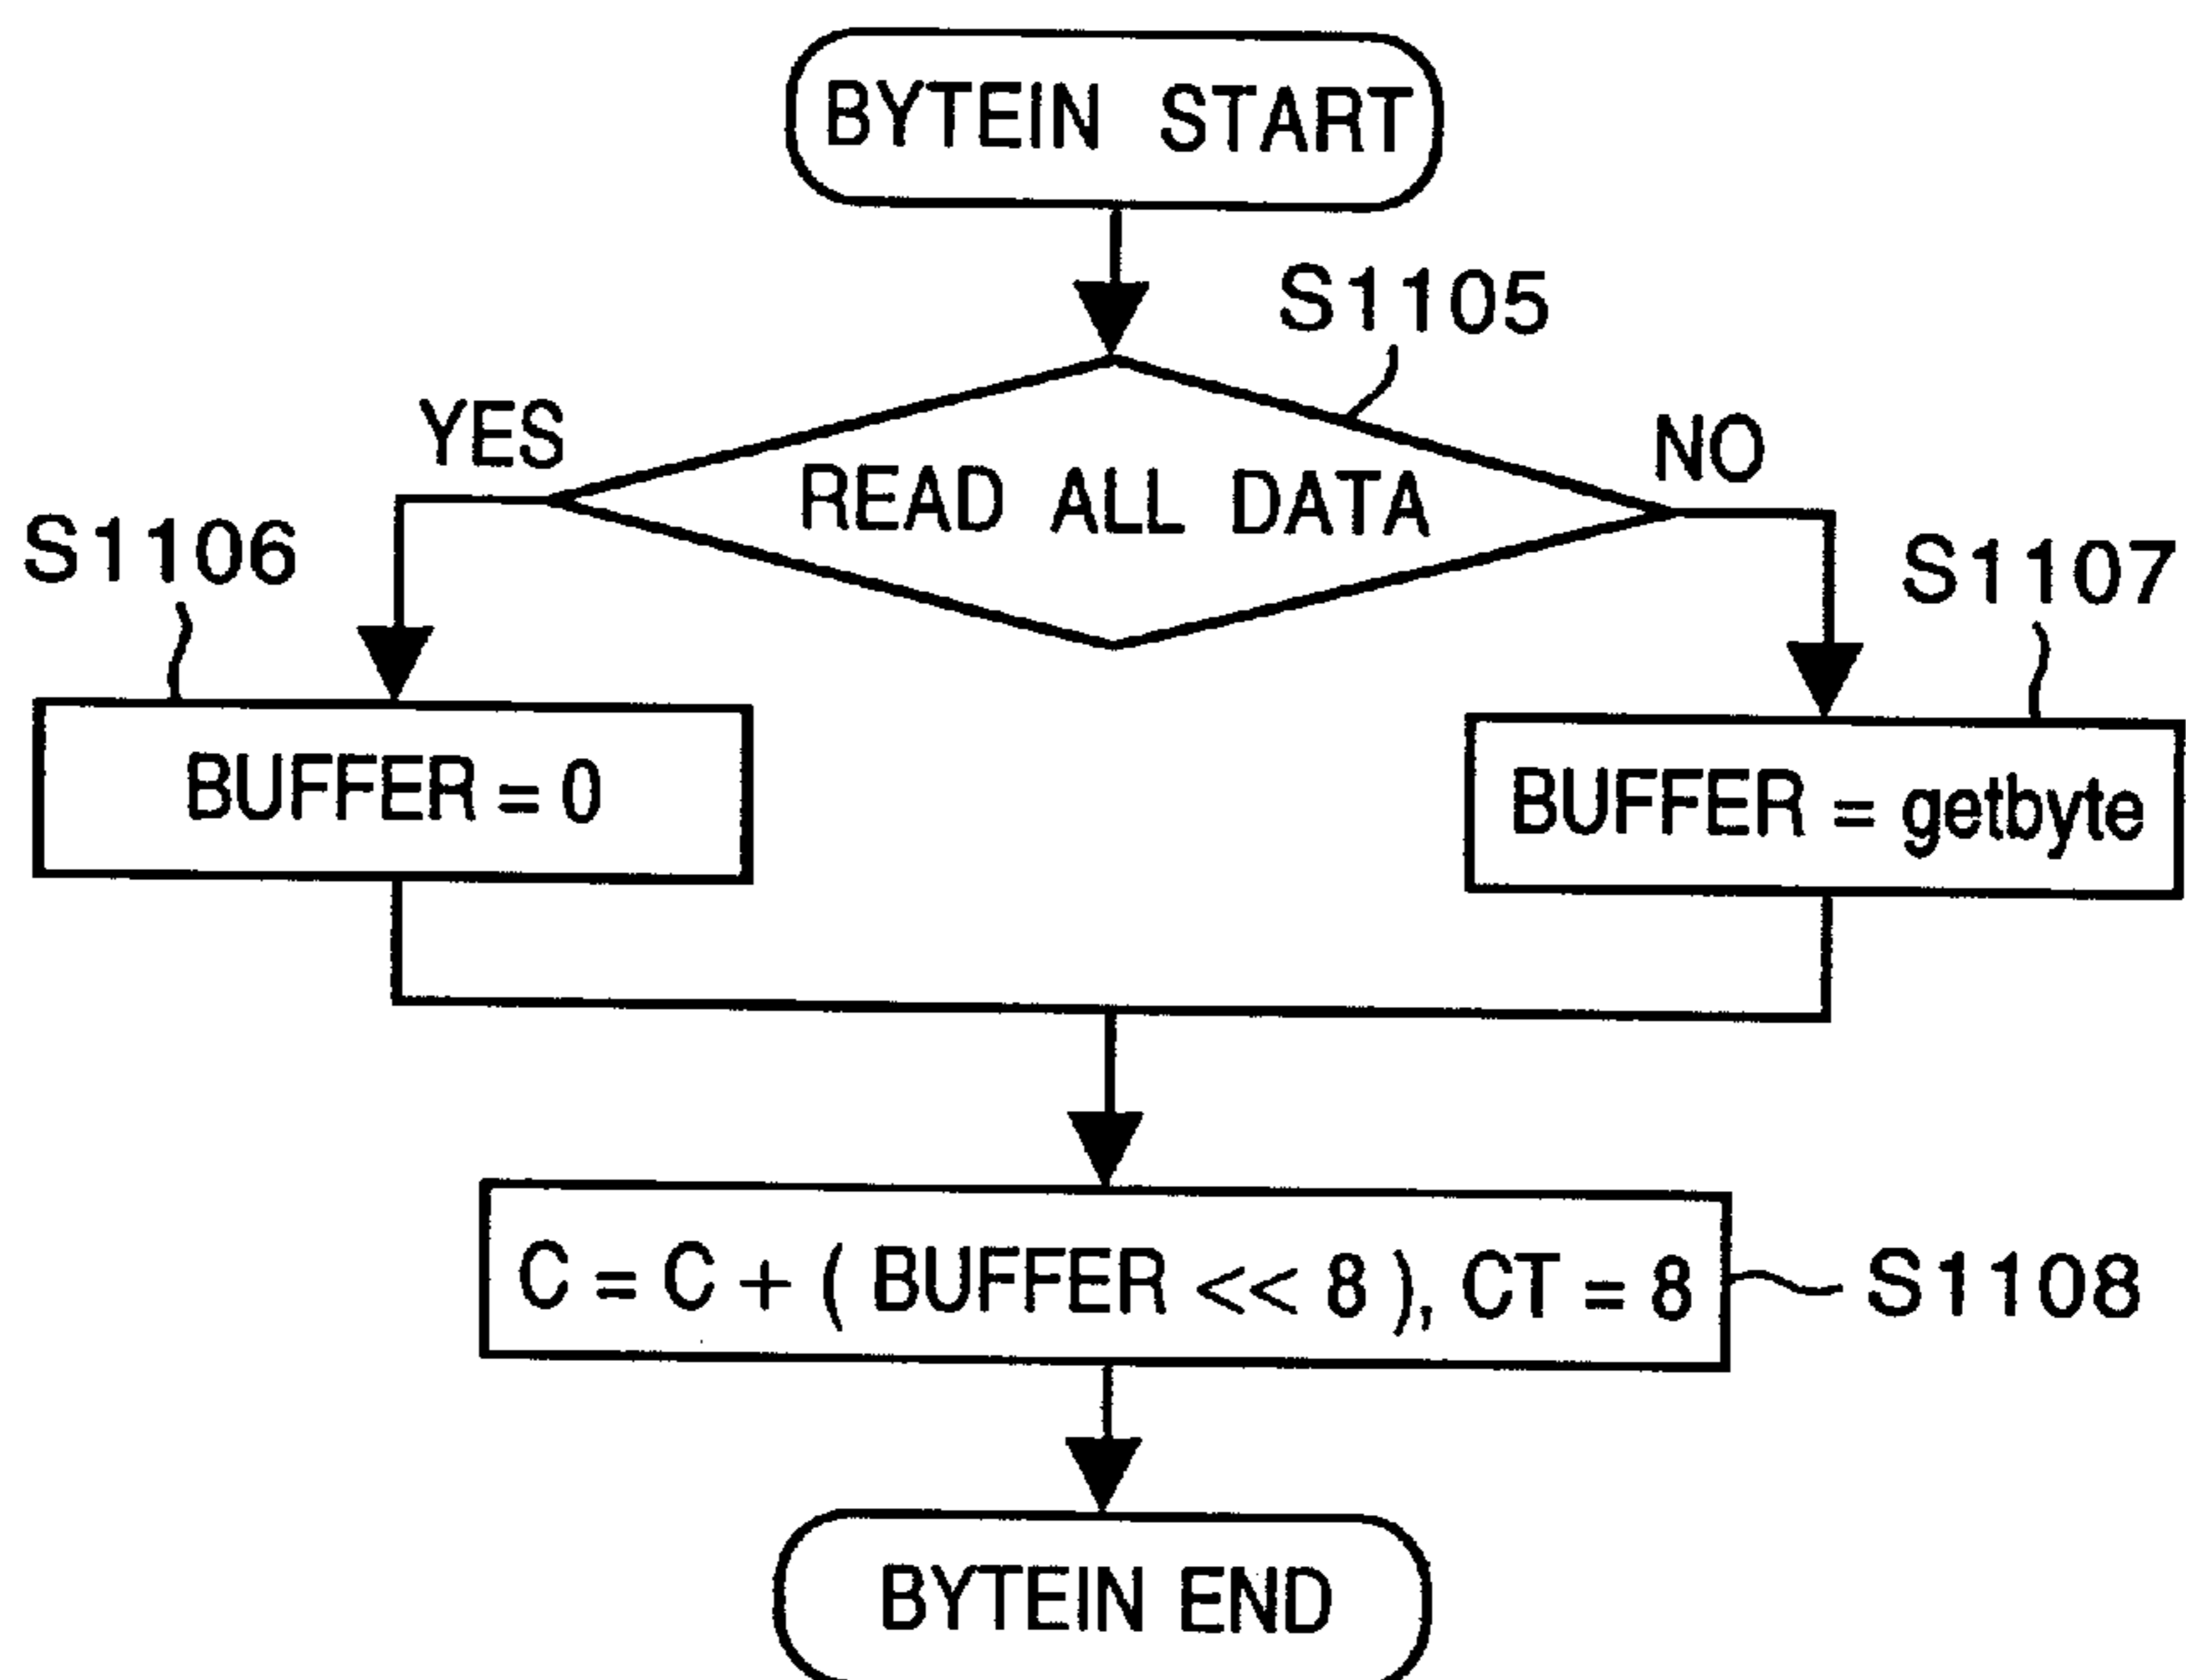 BYTEIN START
S1105
YES
NO
READ ALL DATA
S1106
S1107
BUFFER = 0
BUFFER = getbyte
C = C + ( BUFFER << 8 ), CT = 8
S1108
BYTEIN END